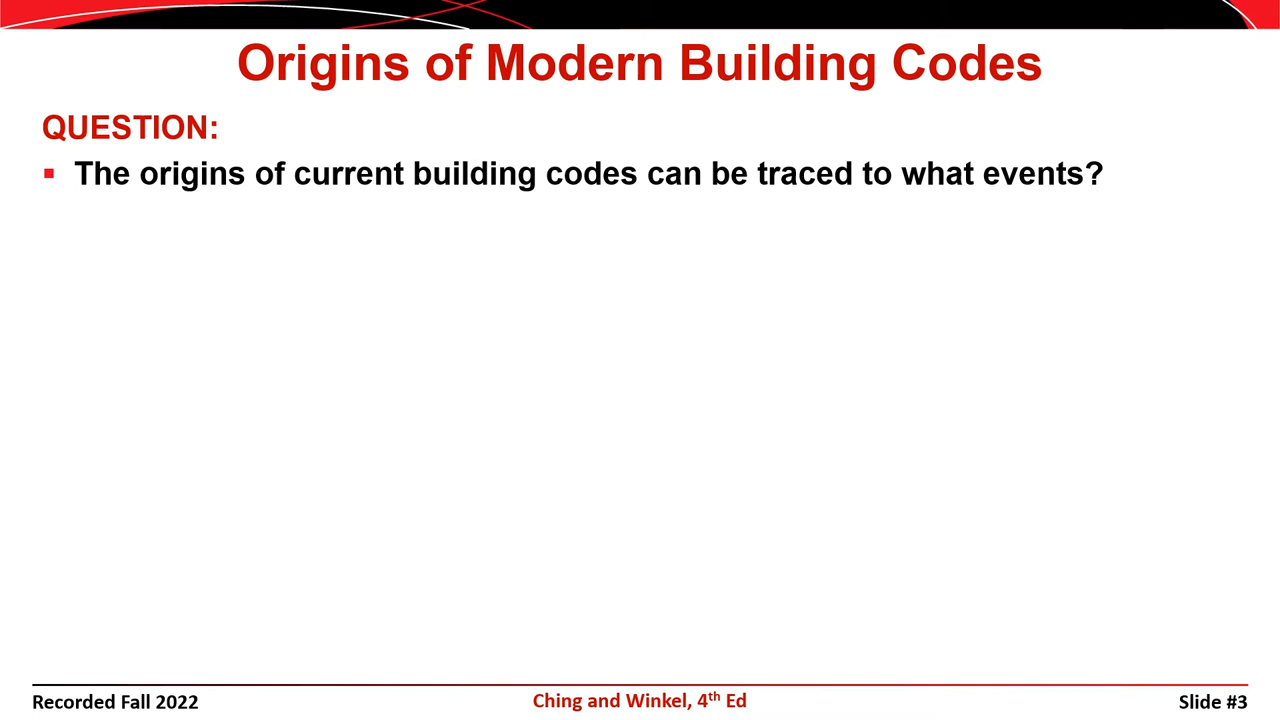 Origins of Modern Building Codes
QUESTION:
▪ The origins of current building codes can be traced to what events?
Recorded Fall 2022
Ching and Winkel, 4th Ed
Slide #3